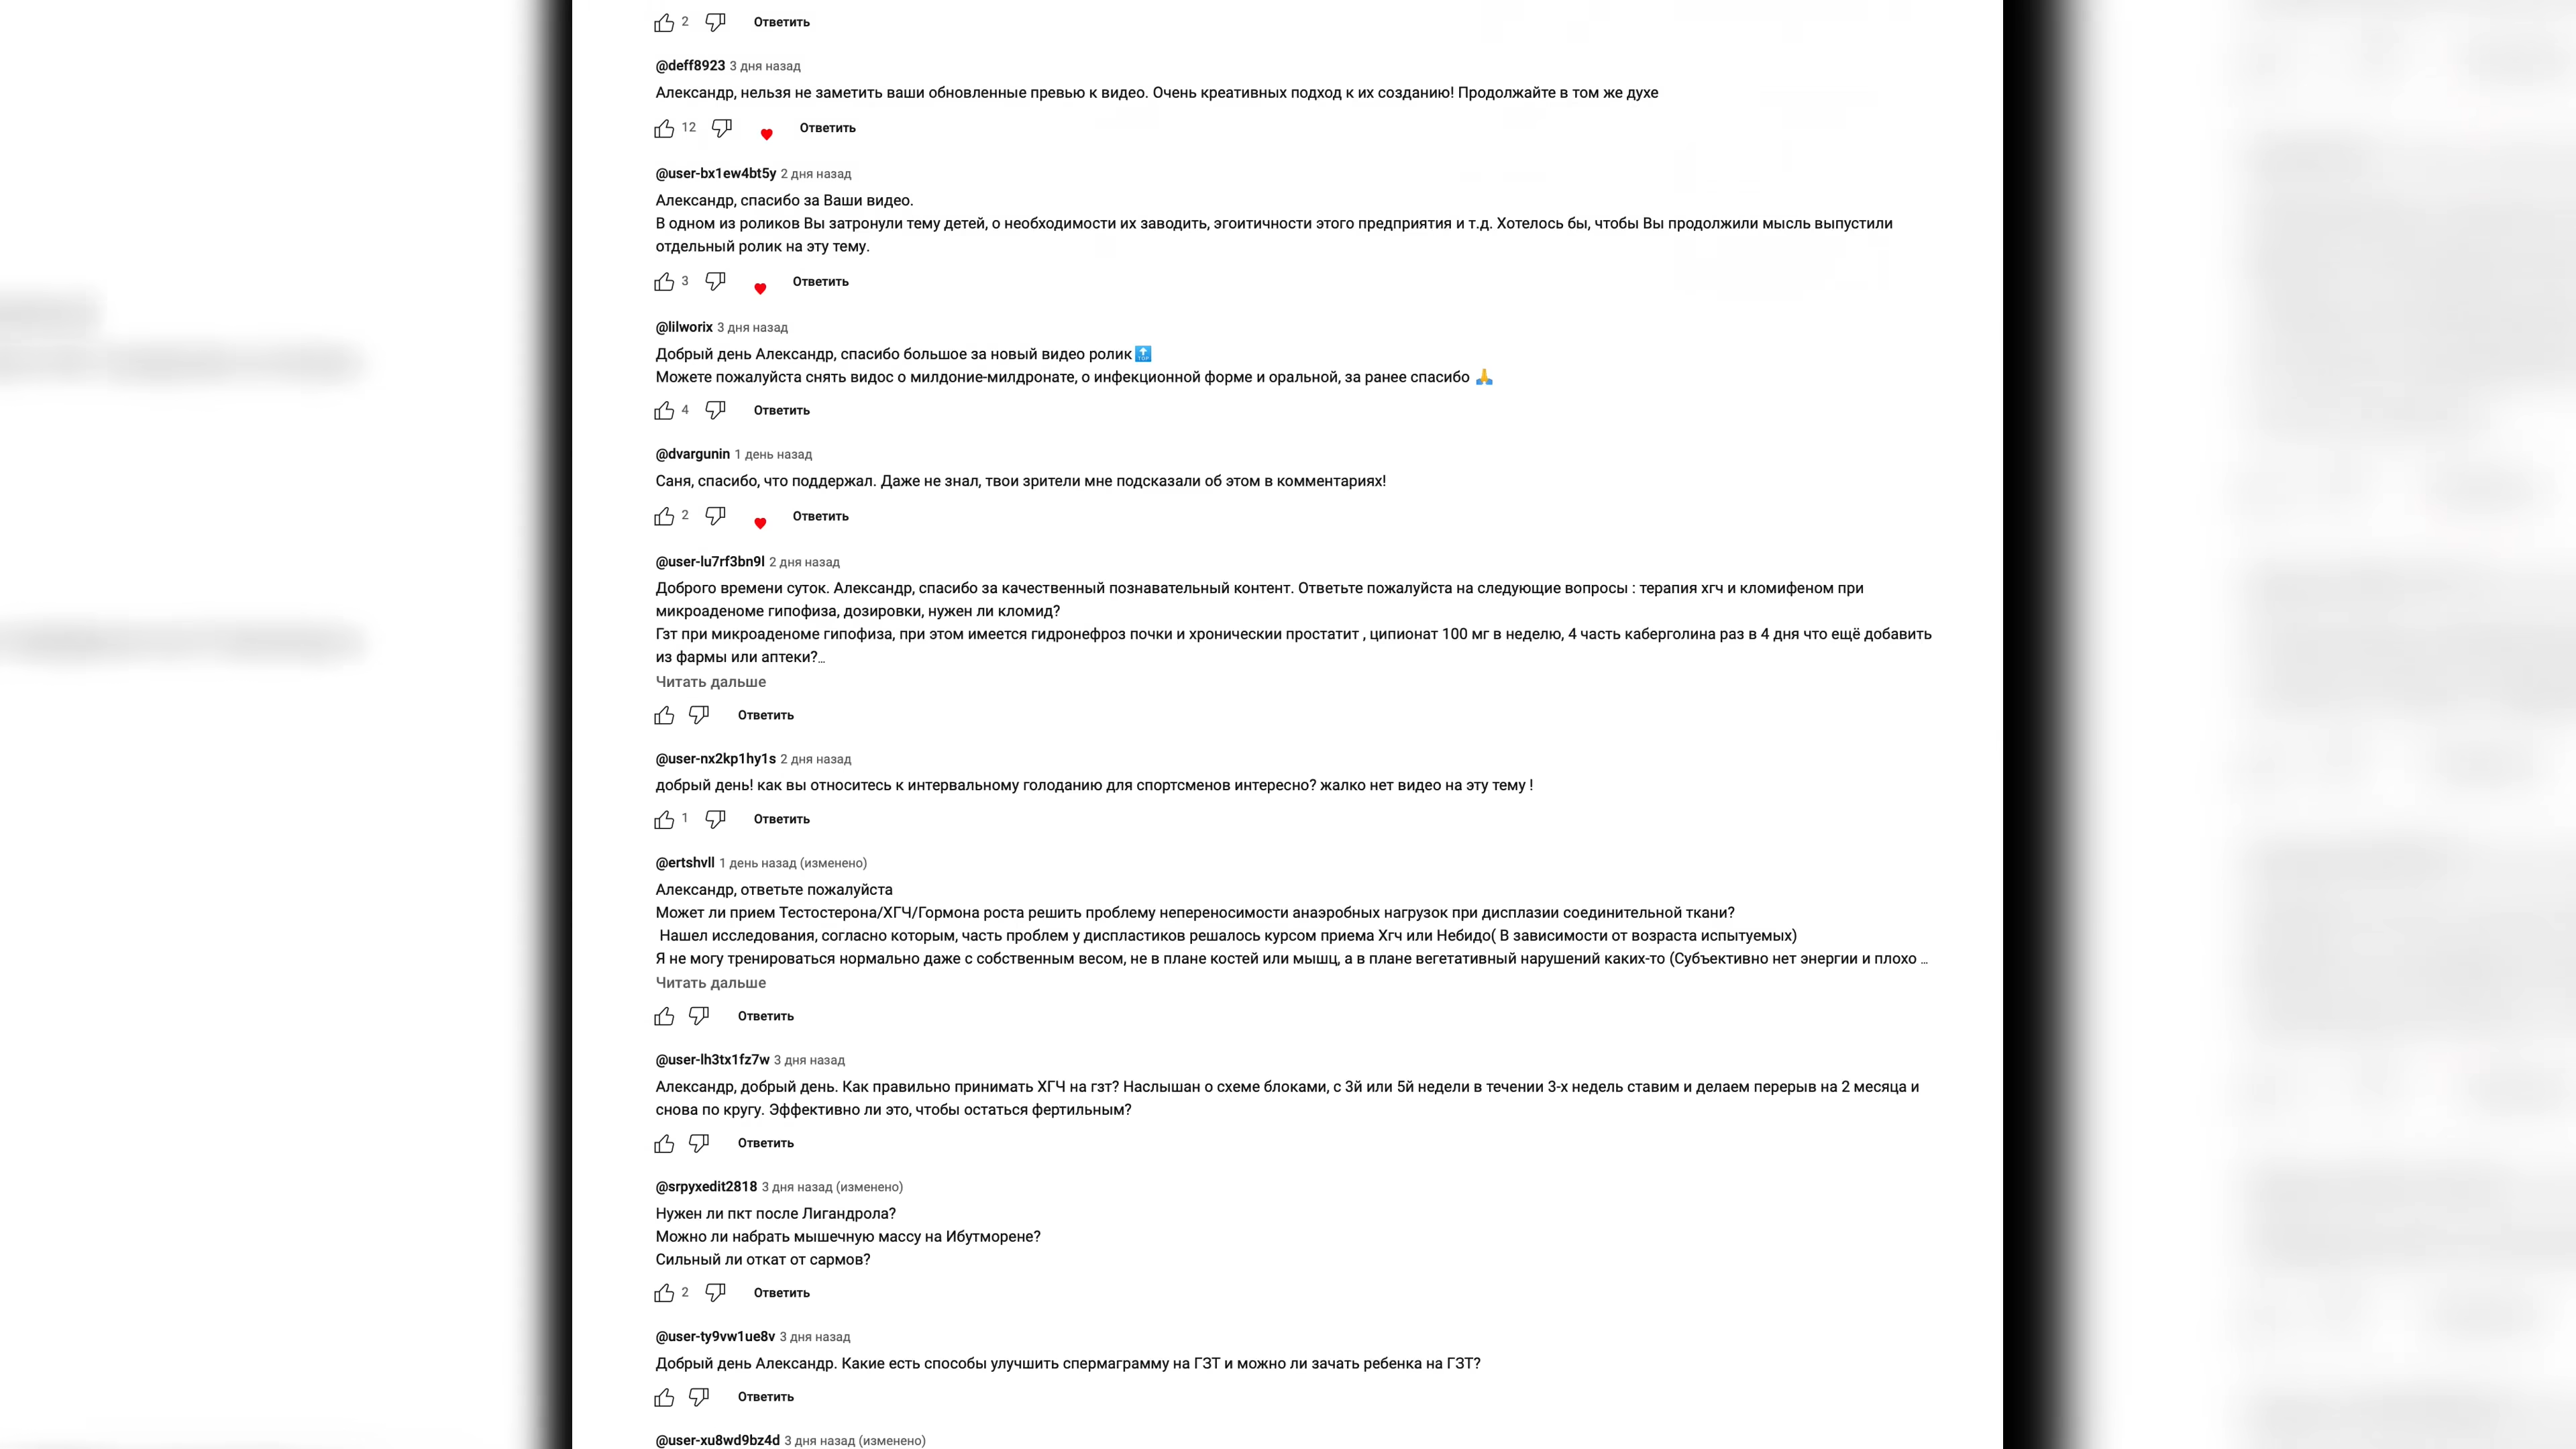 2 Ответить
@deff8923 3 дня назад
Александр, нельзя не заметить ваши обновленные превью к видео. Очень креативных подход к их созданию! Продолжайте в том же духе
12 Ответить
@user-bx1ew4bt5y 2 дня назад
Александр, спасибо за Ваши видео.
В одном из роликов Вы затронули тему детей, о необходимости их заводить, эгоитичности этого предприятия и т.д. Хотелось бы, чтобы Вы продолжили мысль выпустили
отдельный ролик на эту тему.
3 Ответить
@lilworix 3 дня назад
Добрый день Александр, спасибо большое за новый видео ролик🔝
Можете пожалуйста снять видос о милдоние-милдронате, о инфекционной форме и оральной, за ранее спасибо 🙏
4 Ответить
@dvargunin 1 день назад
Саня, спасибо, что поддержал. Даже не знал, твои зрители мне подсказали об этом в комментариях!
2 Ответить
@user-lu7rf3bn9l 2 дня назад
Доброго времени суток. Александр, спасибо за качественный познавательный контент. Ответьте пожалуйста на следующие вопросы : терапия хгч и кломифеном при
микроаденоме гипофиза, дозировки, нужен ли кломид?
Гзт при микроаденоме гипофиза, при этом имеется гидронефроз почки и хроническии простатит , ципионат 100 мг в неделю, 4 часть каберголина раз в 4 дня что ещё добавить
из фармы или аптеки?...
Читать дальше
Ответить
@user-nx2kp1hy1s 2 дня назад
добрый день! как вы относитесь к интервальному голоданию для спортсменов интересно? жалко нет видео на эту тему !
1 Ответить
@ertshvll 1 день назад (изменено)
Александр, ответьте пожалуйста
Может ли прием Тестостерона/ХГЧ/Гормона роста решить проблему непереносимости анаэробных нагрузок при дисплазии соединительной ткани?
Нашел исследования, согласно которым, часть проблем у диспластиков решалось курсом приема Хгч или Небидо( В зависимости от возраста испытуемых)
Я не могу тренироваться нормально даже с собственным весом, не в плане костей или мышц, а в плане вегетативный нарушений каких-то (Субъективно нет энергии и плохо ...
Читать дальше
Ответить
@user-lh3tx1fz7w 3 дня назад
Александр, добрый день. Как правильно принимать ХГЧ на гзт? Наслышан о схеме блоками, с 3й или 5й недели в течении 3-х недель ставим и делаем перерыв на 2 месяца и
снова по кругу. Эффективно ли это, чтобы остаться фертильным?
Ответить
@srpyxedit2818 3 дня назад (изменено)
Нужен ли пкт после Лигандрола?
Можно ли набрать мышечную массу на Ибутморене?
Сильный ли откат от сармов?
2 Ответить
@user-ty9vw1ue8v 3 дня назад
Добрый день Александр. Какие есть способы улучшить спермаграмму на ГЗТ и можно ли зачать ребенка на ГЗТ?
Ответить
@user-xu8wd9bz4d 3 дня назад (изменено)